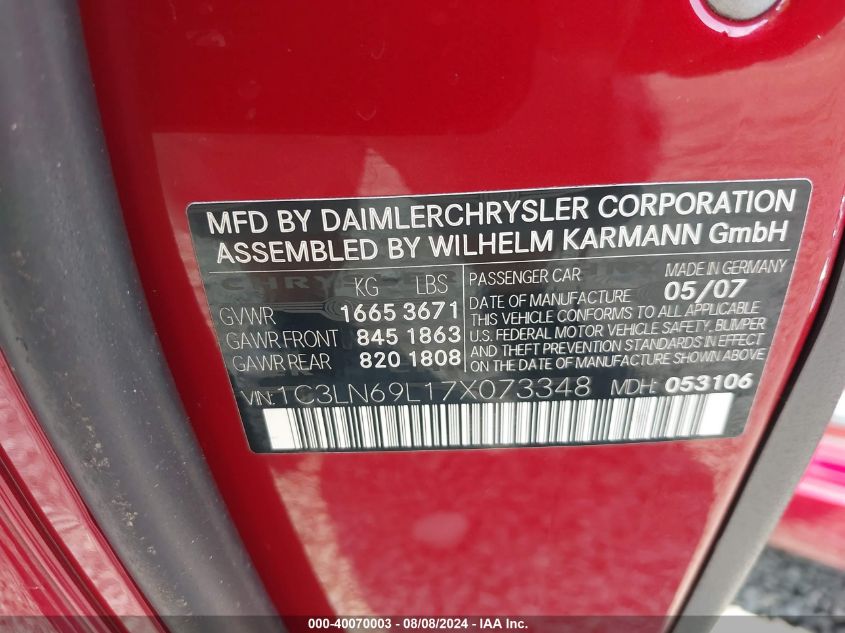 MFD BY DAIMLERCHRYSLER CORPORATION
ASSEMBLED BY WILHELM KARMANN GmbH
KG LBS
GVWR 1665 3671
GAWR FRONT 845 1863
GAWR REAR 820 1808
PASSENGER CAR MADE IN GERMANY
DATE OF MANUFACTURE 05/07
THIS VEHICLE CONFORMS TO ALL APPLICABLE
U.S. FEDERAL MOTOR VEHICLE SAFETY, BUMPER
AND THEFT PREVENTION STANDARDS IN EFFECT
ON THE DATE OF MANUFACTURE SHOWN ABOVE.
VIN: 1C3LN69L17X073348 MDH: 053106
000-40070003 - 08/08/2024 - IAA Inc.